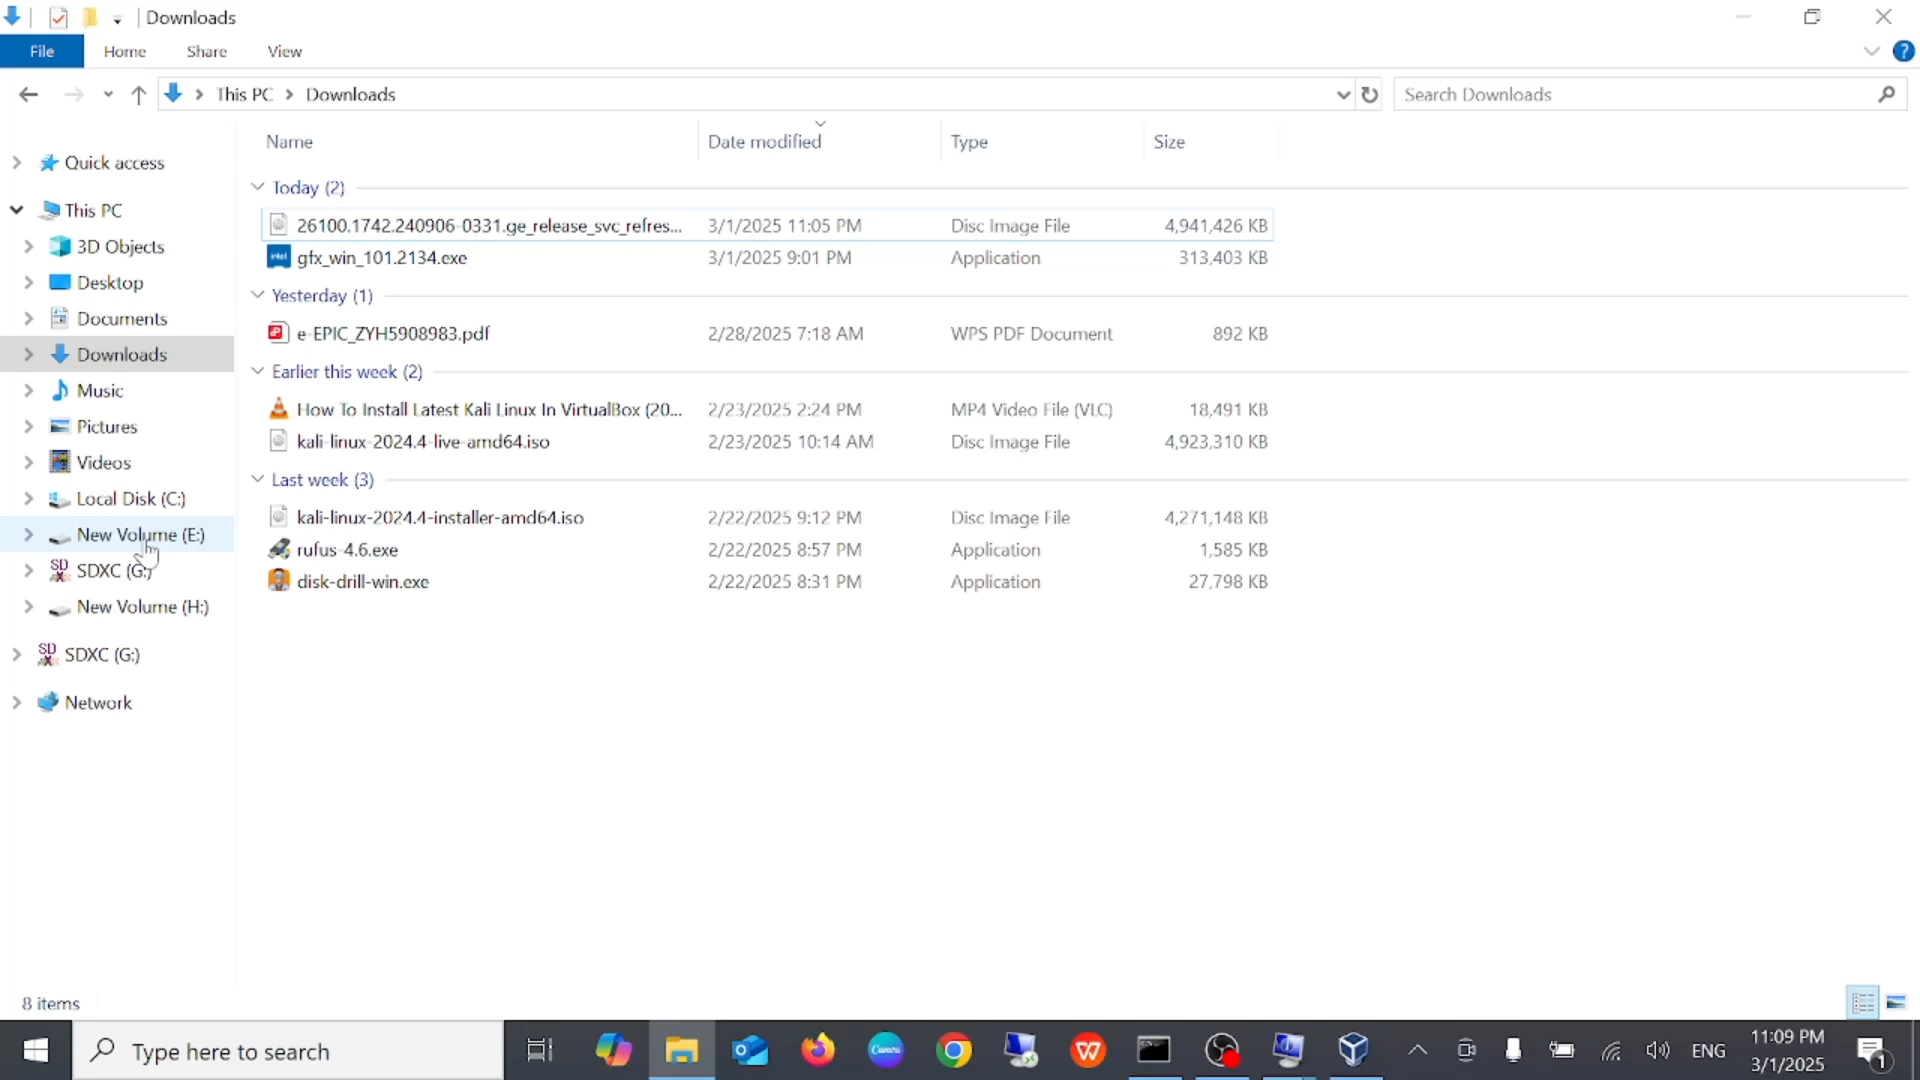 Downloads
File Home Share View
This PC Downloads
Search Downloads
Name Date modified Type Size
Quick access
This PC
3D Objects
Desktop
Documents
Downloads
Music
Pictures
Videos
Local Disk (C:)
New Volume (E:)
SDXC (G:)
New Volume (H:)
SDXC (G:)
Network
Today (2)
26100.1742.240906-0331.ge_release_svc_refres... 3/1/2025 11:05 PM Disc Image File 4,941,426 KB
gfx_win_101.2134.exe 3/1/2025 9:01 PM Application 313,403 KB
Yesterday (1)
e-EPIC_ZYH5908983.pdf 2/28/2025 7:18 AM WPS PDF Document 892 KB
Earlier this week (2)
How To Install Latest Kali Linux In VirtualBox (20... 2/23/2025 2:24 PM MP4 Video File (VLC) 18,491 KB
kali-linux-2024.4-live-amd64.iso 2/23/2025 10:14 AM Disc Image File 4,923,310 KB
Last week (3)
kali-linux-2024.4-installer-amd64.iso 2/22/2025 9:12 PM Disc Image File 4,271,148 KB
rufus-4.6.exe 2/22/2025 8:57 PM Application 1,585 KB
disk-drill-win.exe 2/22/2025 8:31 PM Application 27,798 KB
8 items
Type here to search
Canva
ENG
11:09 PM
3/1/2025
1